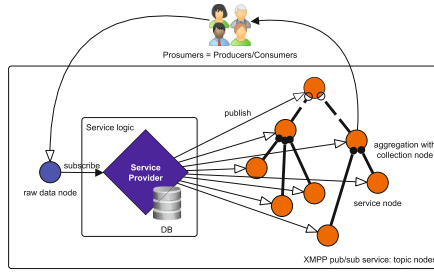 Prosumers = Producers/Consumers
Service logic
publish
subscribe
Service
Provider
aggregation with
collection node
raw data node
service node
DB
XMPP pub/sub service: topic nodes